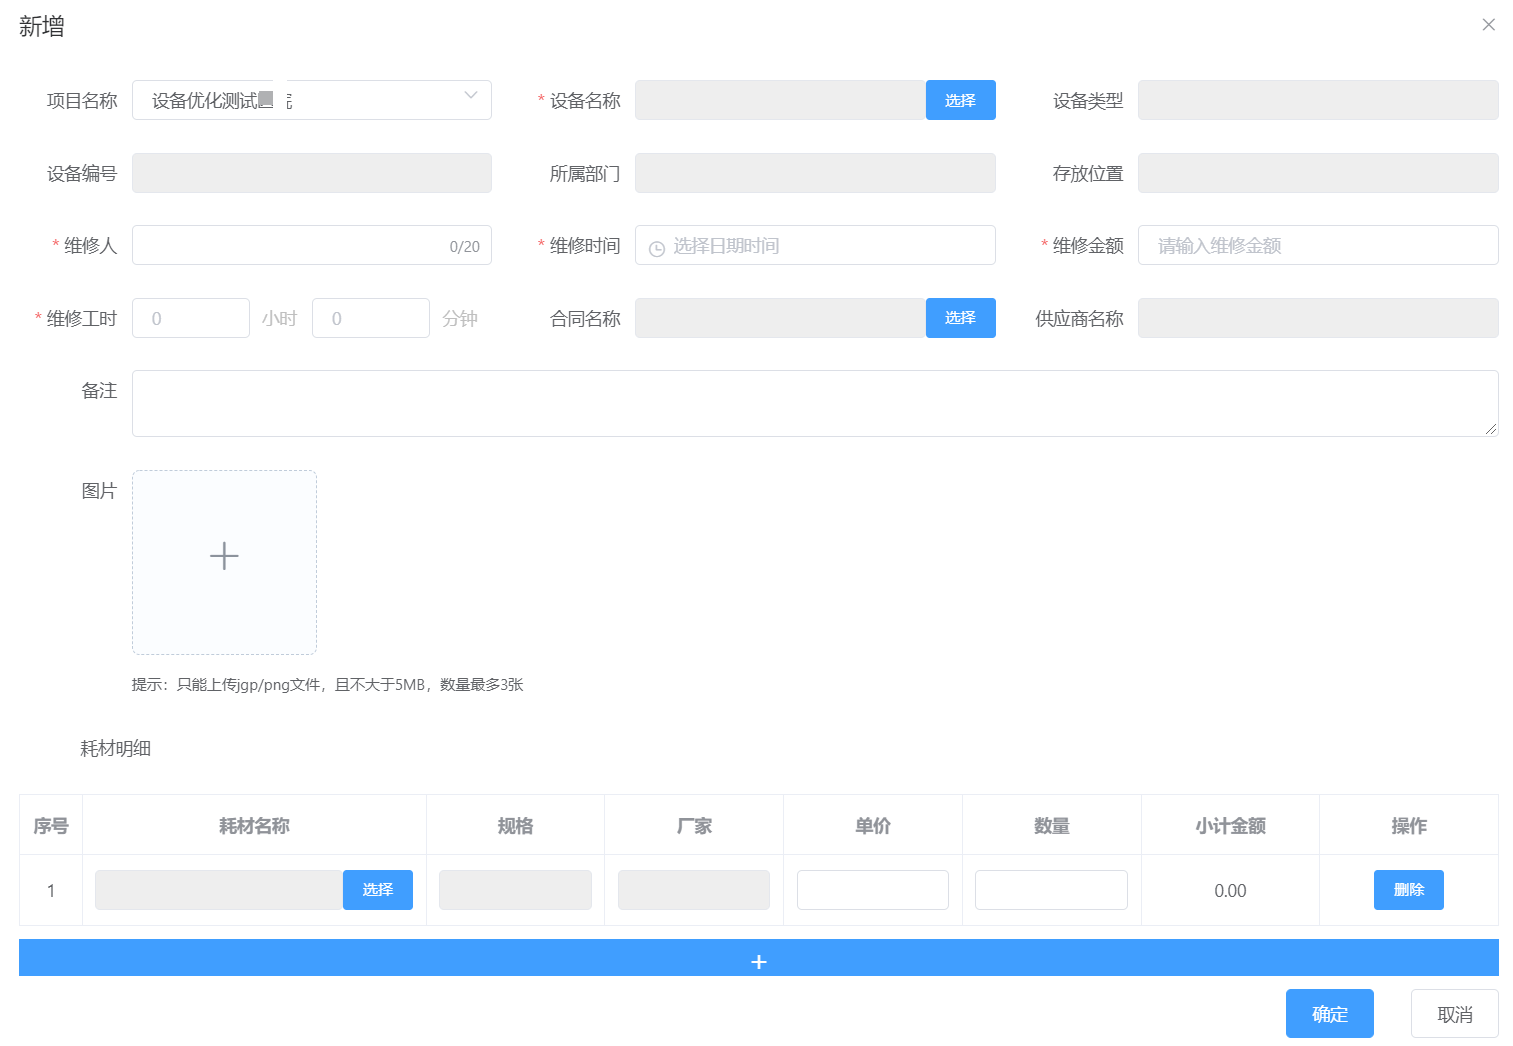 新增
项目名称 设备优化测试 * 设备名称 选择 设备类型
设备编号 所属部门 存放位置
* 维修人 0/20 * 维修时间 选择日期时间 * 维修金额 请输入维修金额
* 维修工时 0 小时 0 分钟 合同名称 选择 供应商名称
备注
图片
提示：只能上传jgp/png文件，且不大于5MB，数量最多3张
耗材明细
序号 耗材名称 规格 厂家 单价 数量 小计金额 操作
1 选择 0.00 删除
+
确定 取消